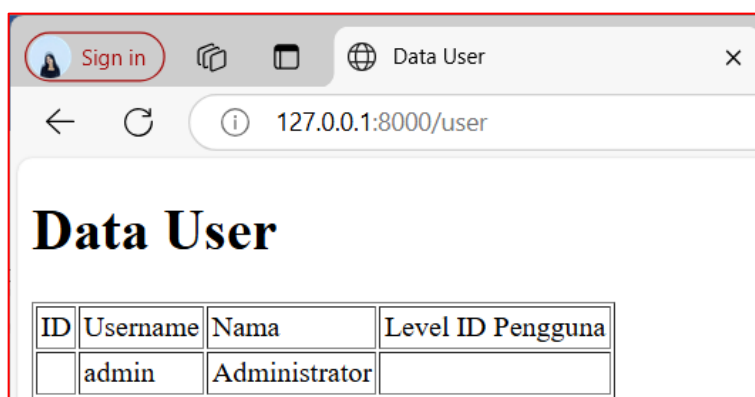 Sign in
Data User
127.0.0.1:8000/user
Data User
ID Username Nama Level ID Pengguna
admin Administrator